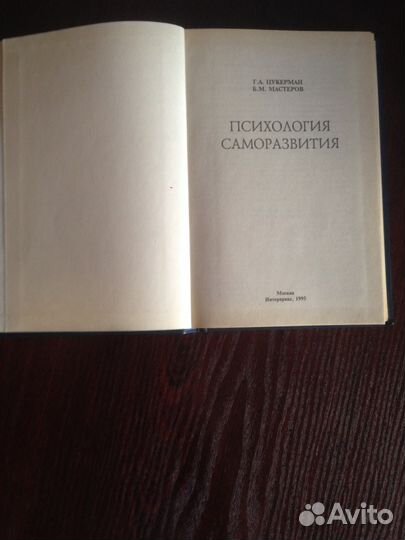 Г.А. ЦУКЕРМАН
Б.М. МАСТЕРОВ
ПСИХОЛОГИЯ
САМОРАЗВИТИЯ
Москва
Интерпракс, 1995
Avito